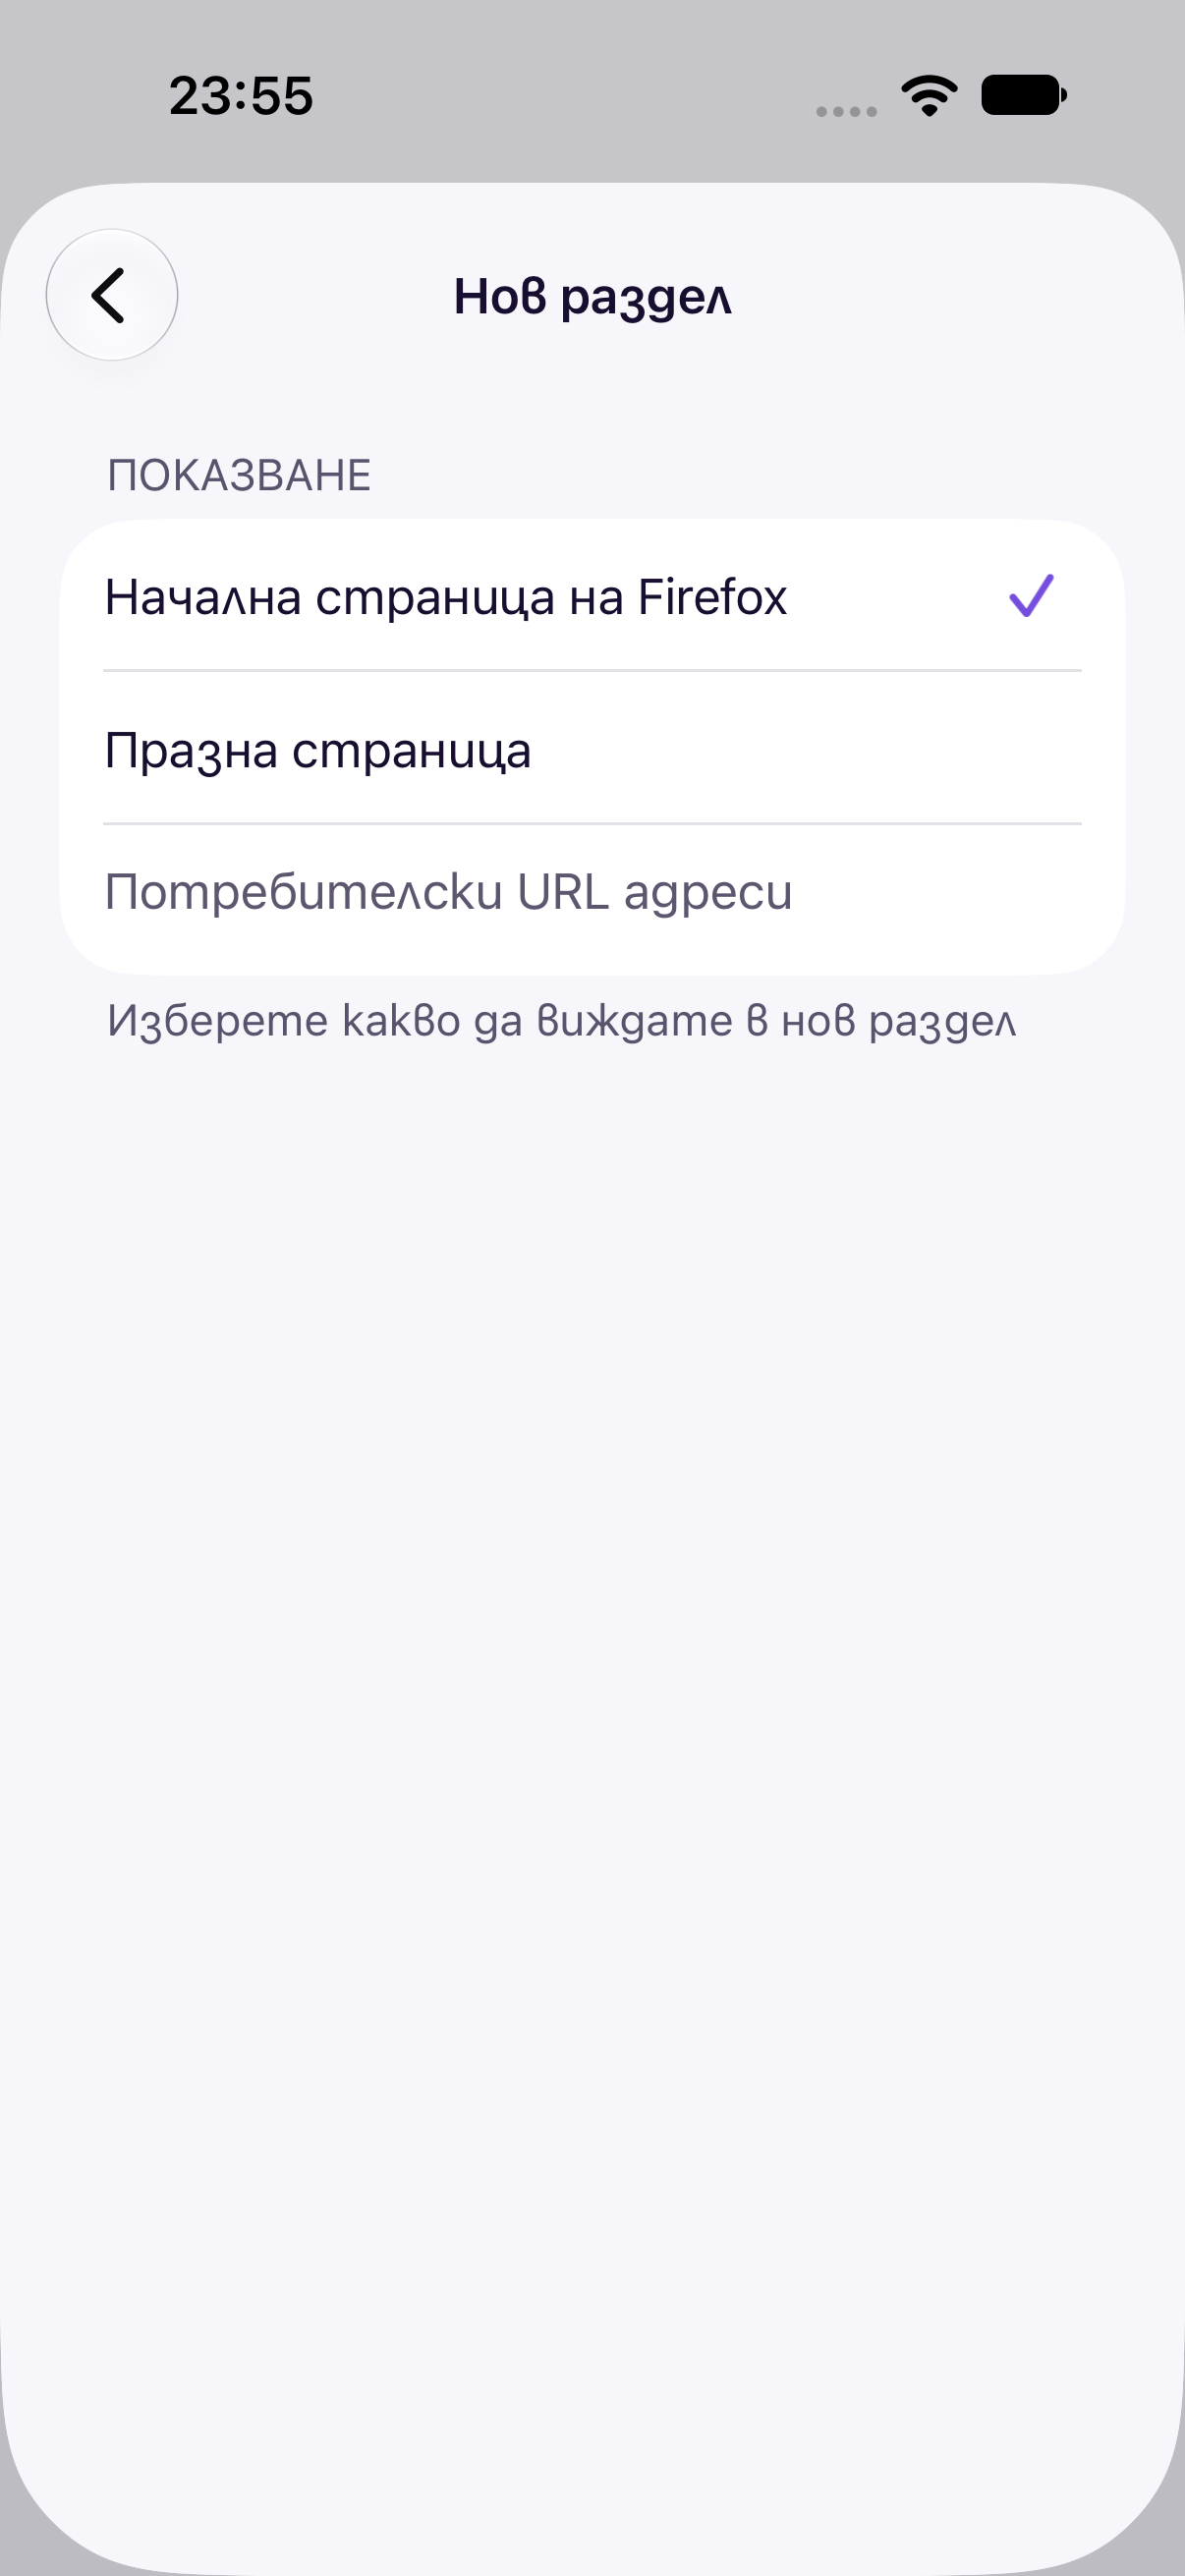 23:55
Нов раздел
ПОКАЗВАНЕ
Начална страница на Firefox
Празна страница
Потребителски URL адреси
Изберете какво да виждате в нов раздел